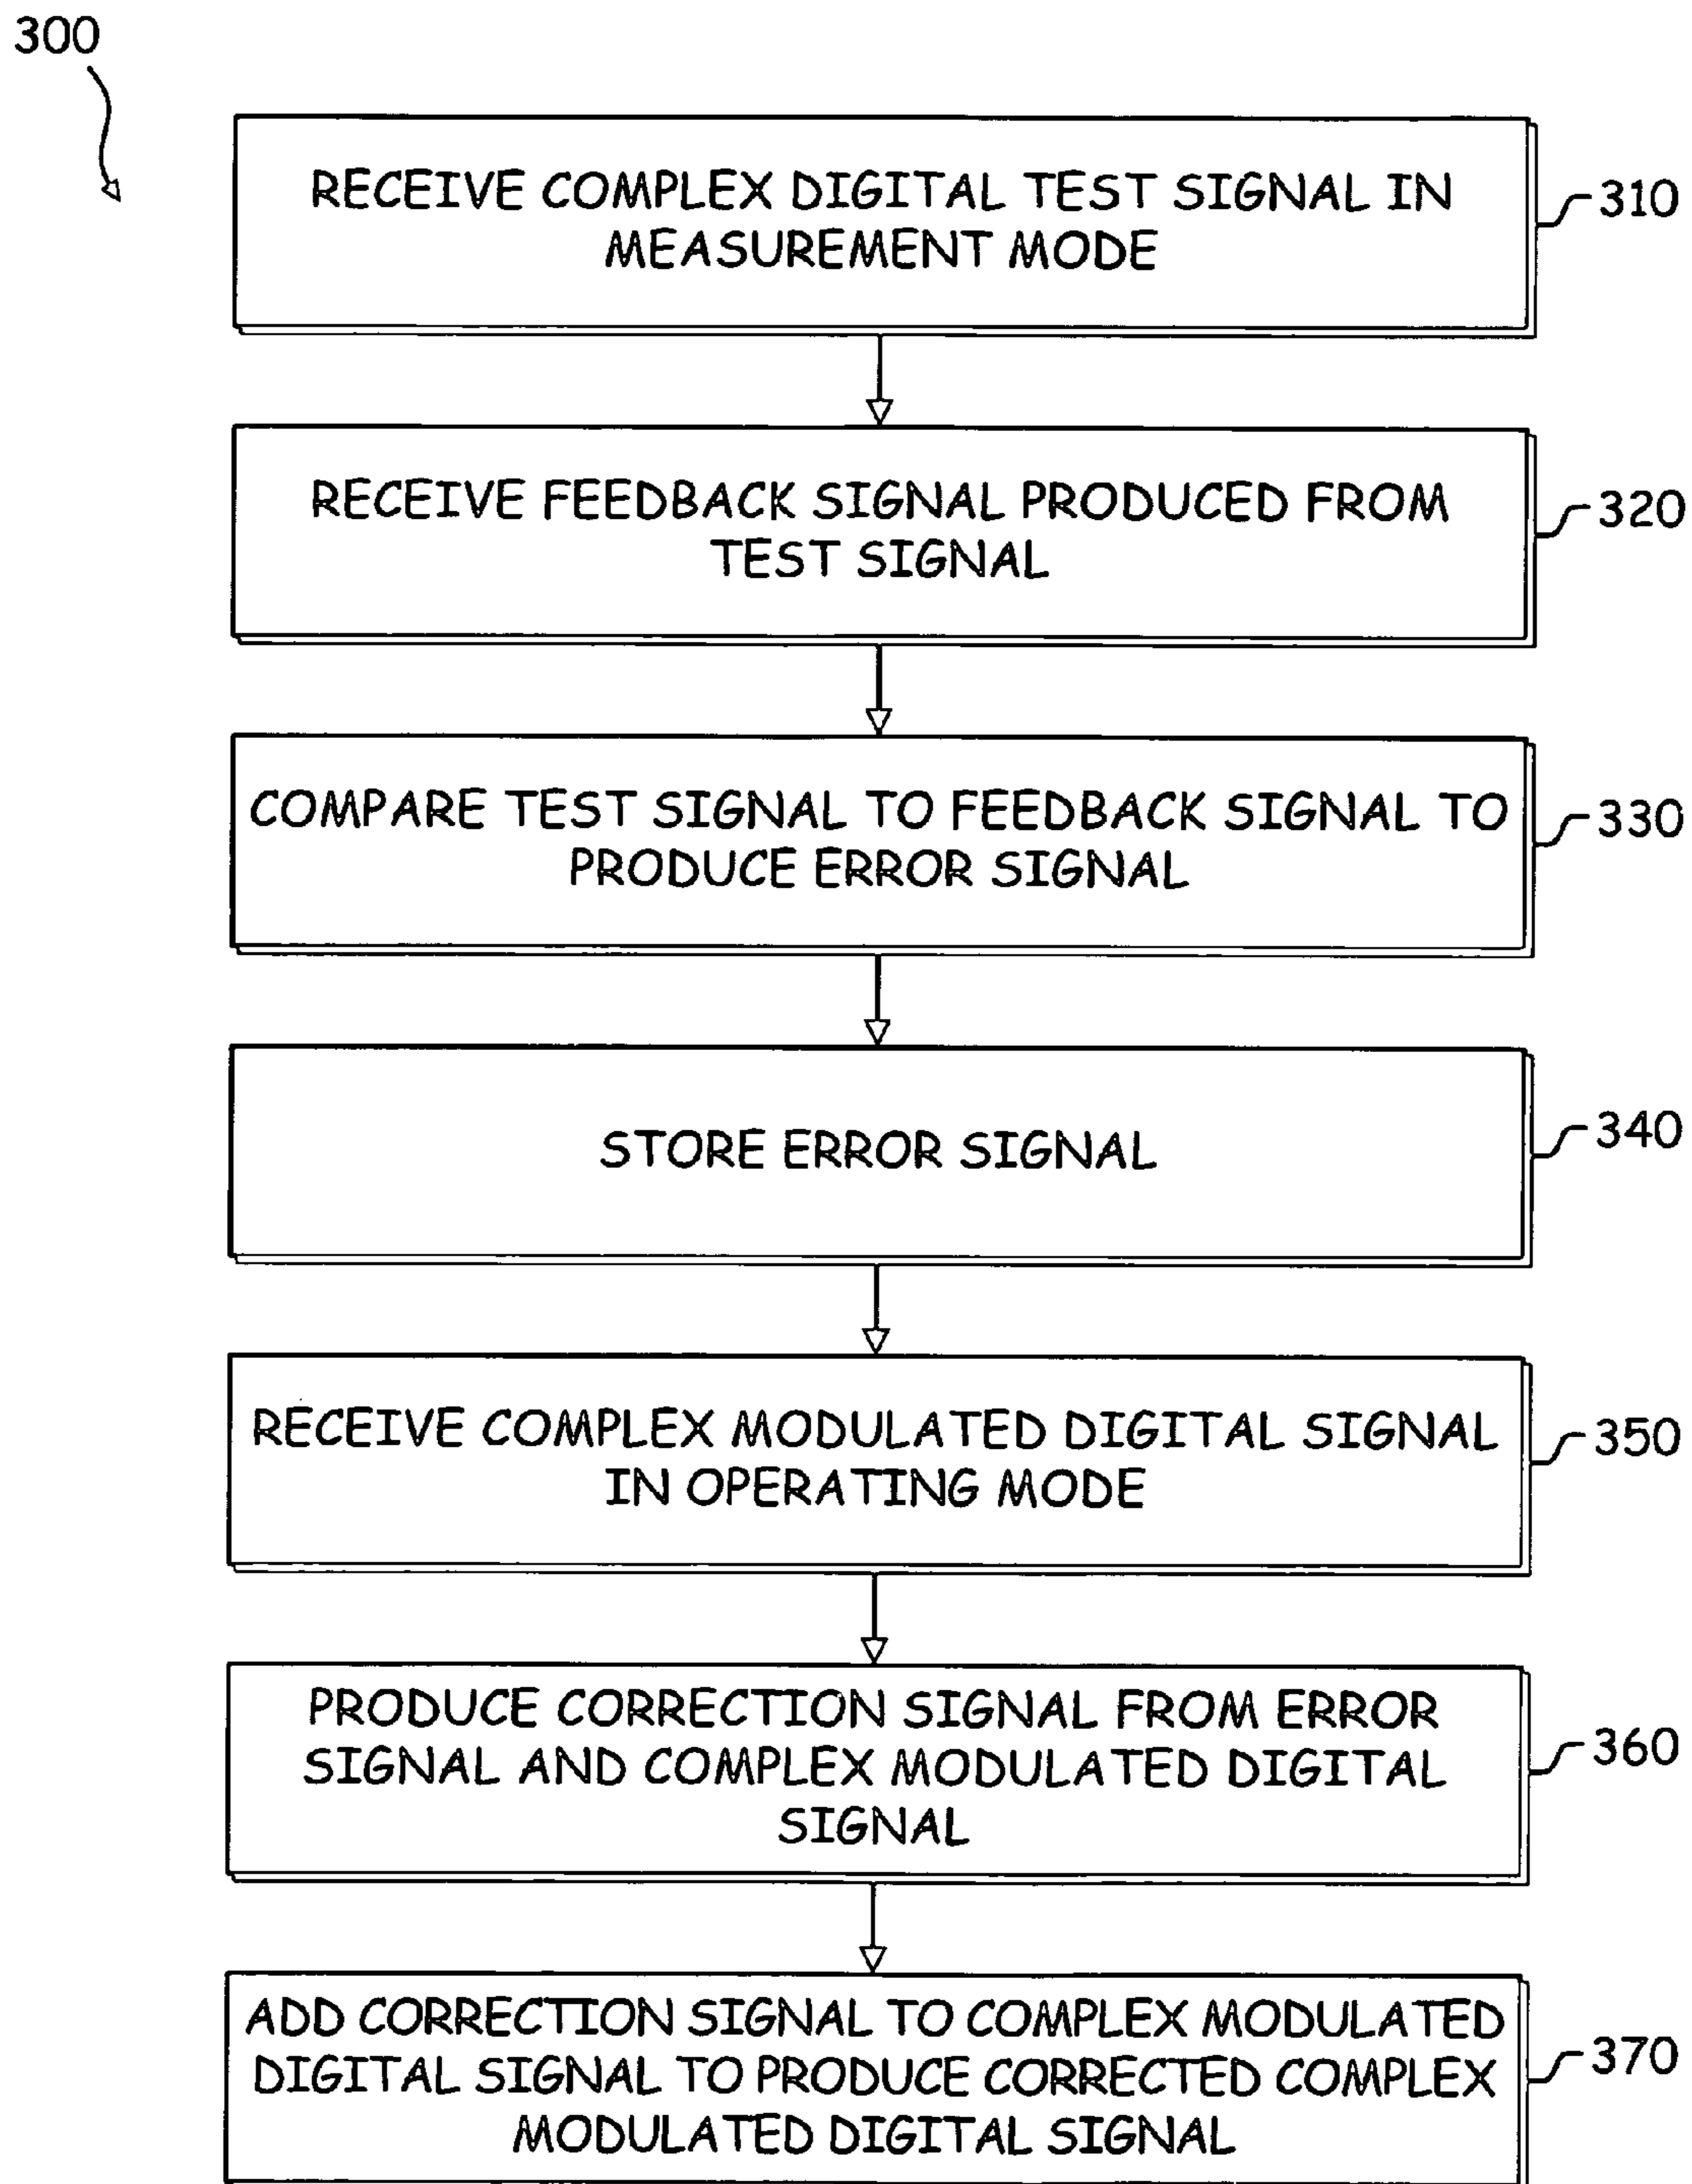 300
RECEIVE COMPLEX DIGITAL TEST SIGNAL IN
MEASUREMENT MODE
310
RECEIVE FEEDBACK SIGNAL PRODUCED FROM
TEST SIGNAL
320
COMPARE TEST SIGNAL TO FEEDBACK SIGNAL TO
PRODUCE ERROR SIGNAL
330
STORE ERROR SIGNAL
340
RECEIVE COMPLEX MODULATED DIGITAL SIGNAL
IN OPERATING MODE
350
PRODUCE CORRECTION SIGNAL FROM ERROR
SIGNAL AND COMPLEX MODULATED DIGITAL
SIGNAL
360
ADD CORRECTION SIGNAL TO COMPLEX MODULATED
DIGITAL SIGNAL TO PRODUCE CORRECTED COMPLEX
MODULATED DIGITAL SIGNAL
370